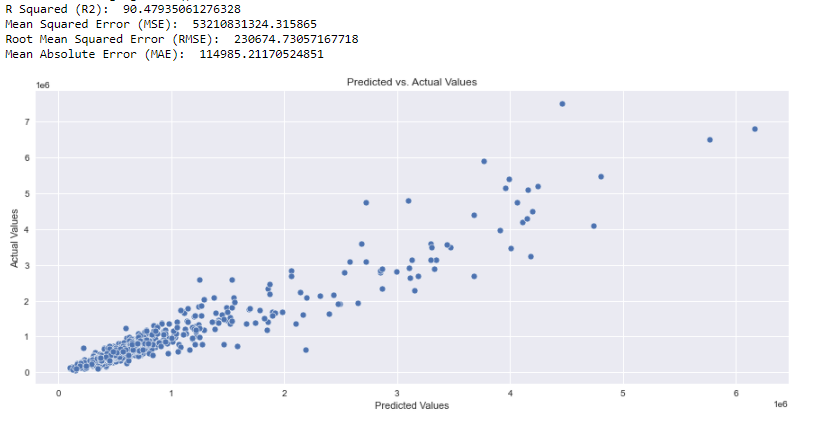 R Squared (R2):  90.47935061276328
Mean Squared Error (MSE):  53210831324.315865
Root Mean Squared Error (RMSE):  230674.73057167718
Mean Absolute Error (MAE):  114985.21170524851
Predicted vs. Actual Values
1e6
7
6
5
4
3
2
1
0
Actual Values
0 1 2 3 4 5 6
1e6
Predicted Values